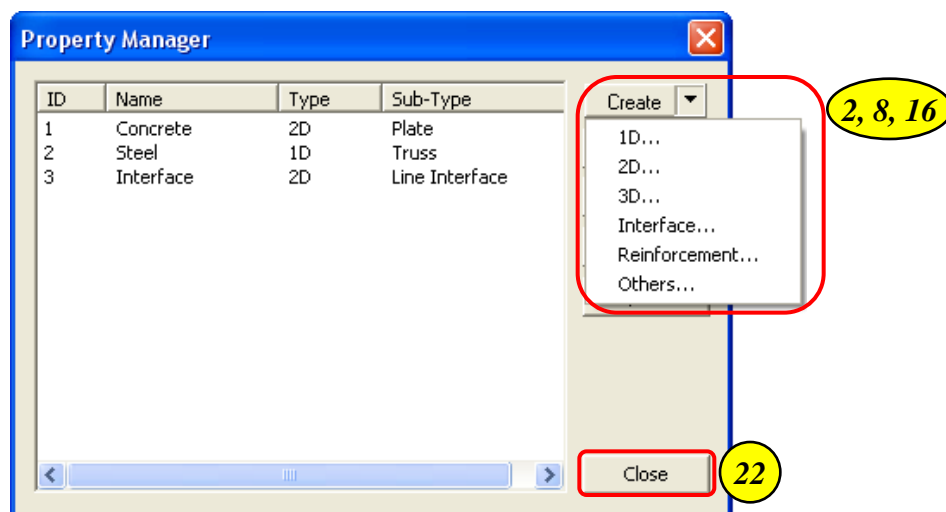 Property Manager
ID Name Type Sub-Type
1 Concrete 2D Plate
2 Steel 1D Truss
3 Interface 2D Line Interface
Create
1D...
2D...
3D...
Interface...
Reinforcement...
Others...
2, 8, 16
Close
22